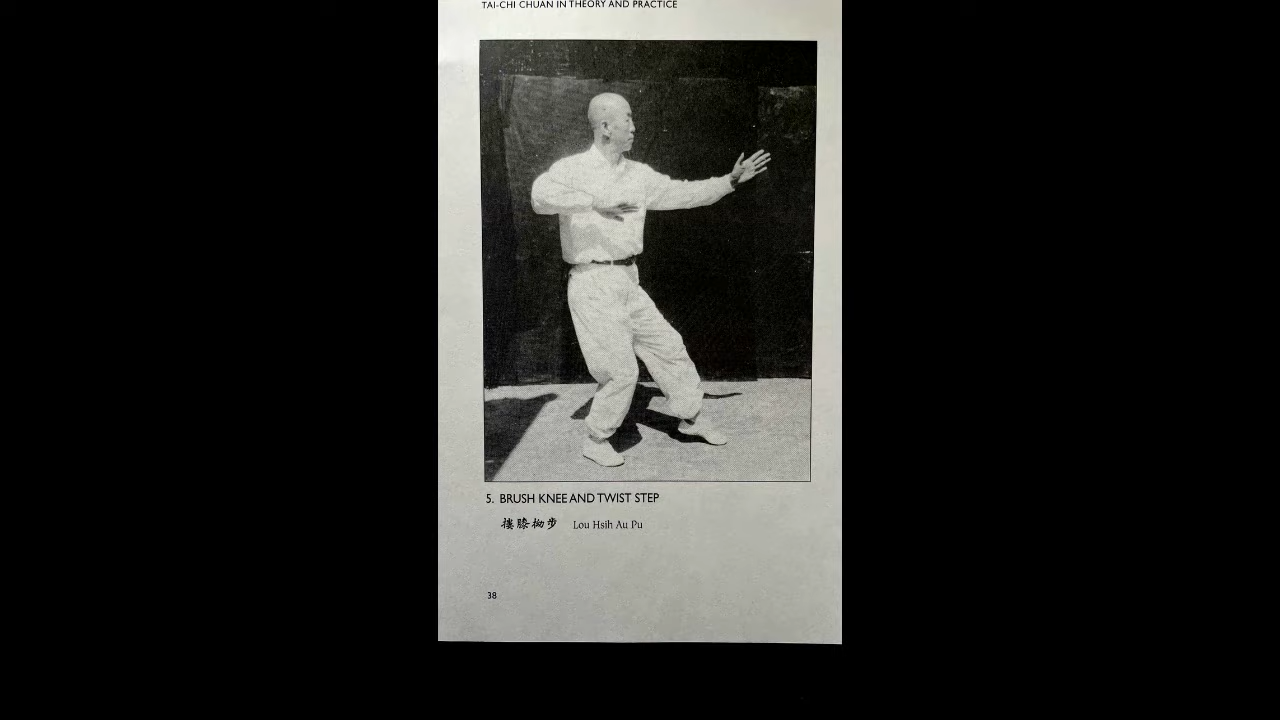 TAI-CHI CHUAN IN THEORY AND PRACTICE
5. BRUSH KNEE AND TWIST STEP
摟膝拗步 Lou Hsih Au Pu
38